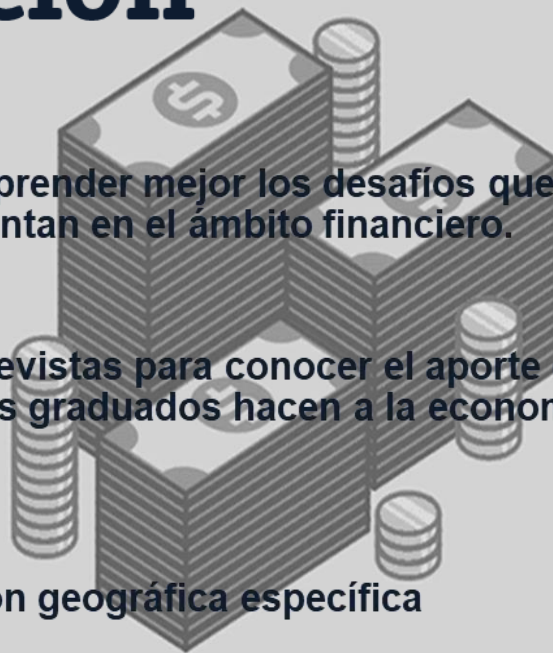 ción
prender mejor los desafíos que
ntan en el ámbito financiero.
evistas para conocer el aporte
s graduados hacen a la econom
ón geográfica específica